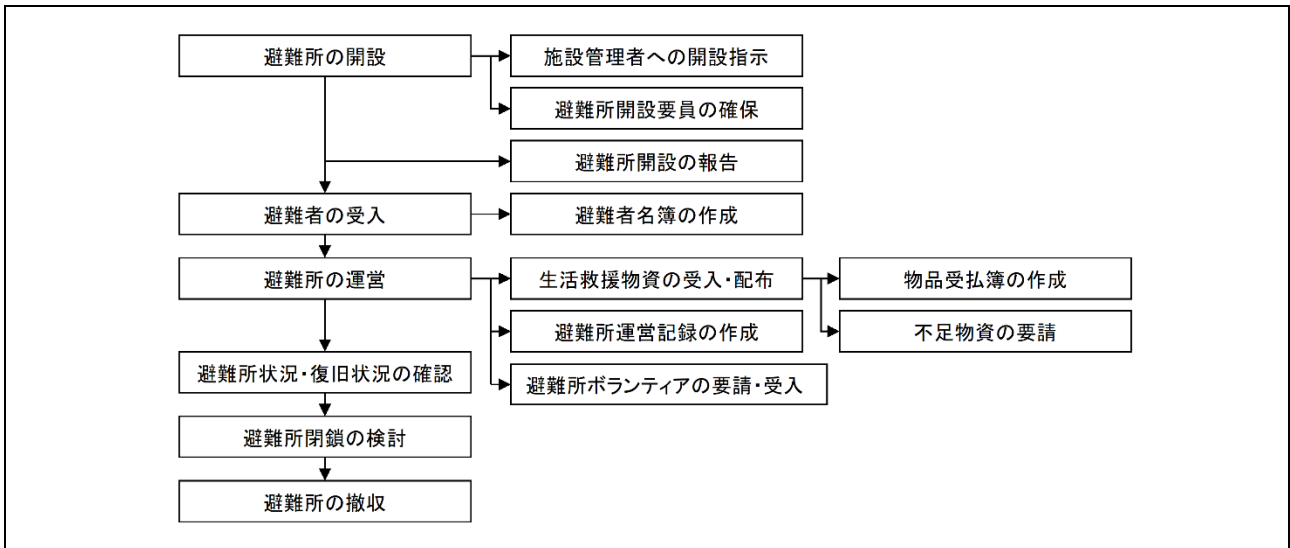 避難所の開設
施設管理者への開設指示
避難所開設要員の確保
避難所開設の報告
避難者の受入
避難者名簿の作成
避難所の運営
生活救援物資の受入・配布
物品受払簿の作成
避難所運営記録の作成
不足物資の要請
避難所状況・復旧状況の確認
避難所ボランティアの要請・受入
避難所閉鎖の検討
避難所の撤収